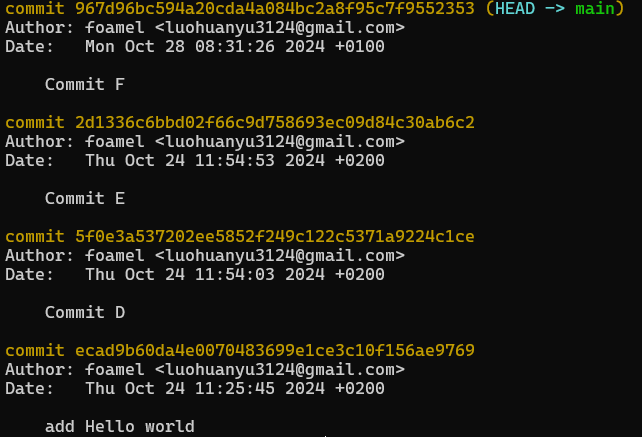 commit 967d96bc594a20cda4a084bc2a8f95c7f9552353 (HEAD -> main)
Author: foamel <luohuanyu3124@gmail.com>
Date:   Mon Oct 28 08:31:26 2024 +0100
Commit F
commit 2d1336c6bbd02f66c9d758693ec09d84c30ab6c2
Author: foamel <luohuanyu3124@gmail.com>
Date:   Thu Oct 24 11:54:53 2024 +0200
Commit E
commit 5f0e3a537202ee5852f249c122c5371a9224c1ce
Author: foamel <luohuanyu3124@gmail.com>
Date:   Thu Oct 24 11:54:03 2024 +0200
Commit D
commit ecad9b60da4e0070483699e1ce3c10f156ae9769
Author: foamel <luohuanyu3124@gmail.com>
Date:   Thu Oct 24 11:25:45 2024 +0200
add Hello world